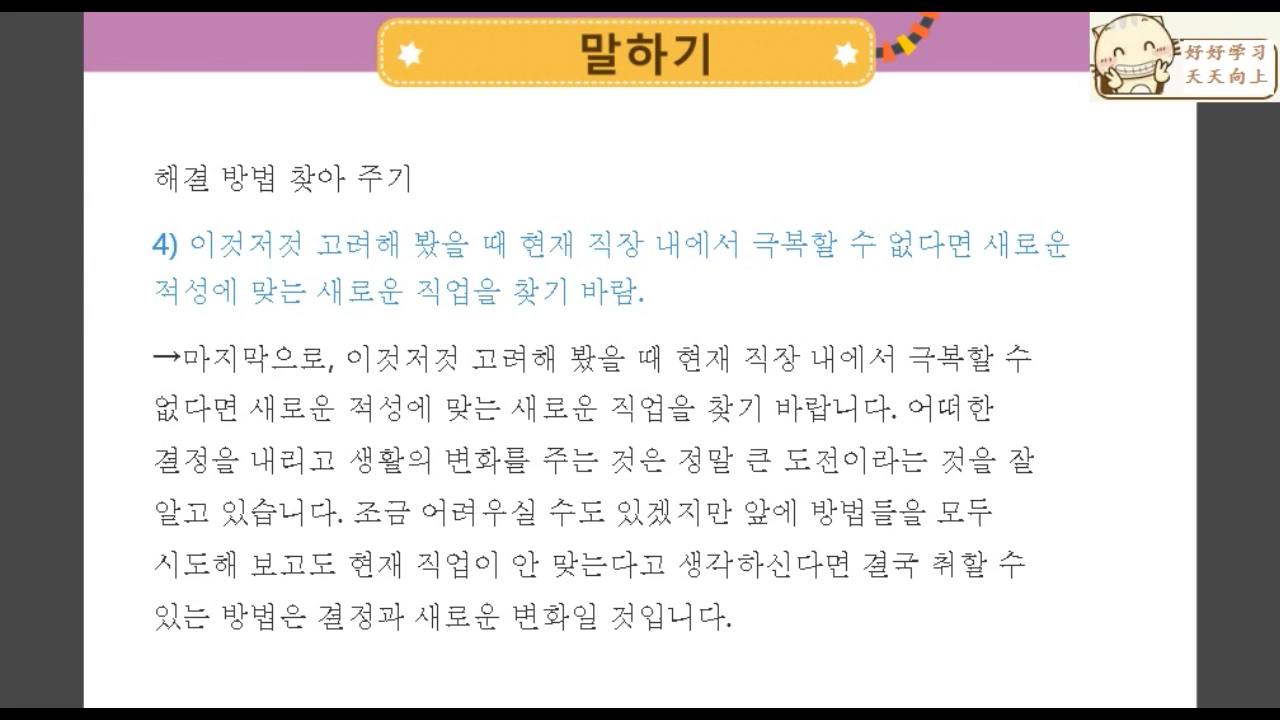 말하기
好好学习
天天向上
해결 방법 찾아 주기
4) 이것저것 고려해 봤을 때 현재 직장 내에서 극복할 수 없다면 새로운
적성에 맞는 새로운 직업을 찾기 바람.
→마지막으로, 이것저것 고려해 봤을 때 현재 직장 내에서 극복할 수
없다면 새로운 적성에 맞는 새로운 직업을 찾기 바랍니다. 어떠한
결정을 내리고 생활의 변화를 주는 것은 정말 큰 도전이라는 것을 잘
알고 있습니다. 조금 어려우실 수도 있겠지만 앞에 방법들을 모두
시도해 보고도 현재 직업이 안 맞는다고 생각하신다면 결국 취할 수
있는 방법은 결정과 새로운 변화일 것입니다.